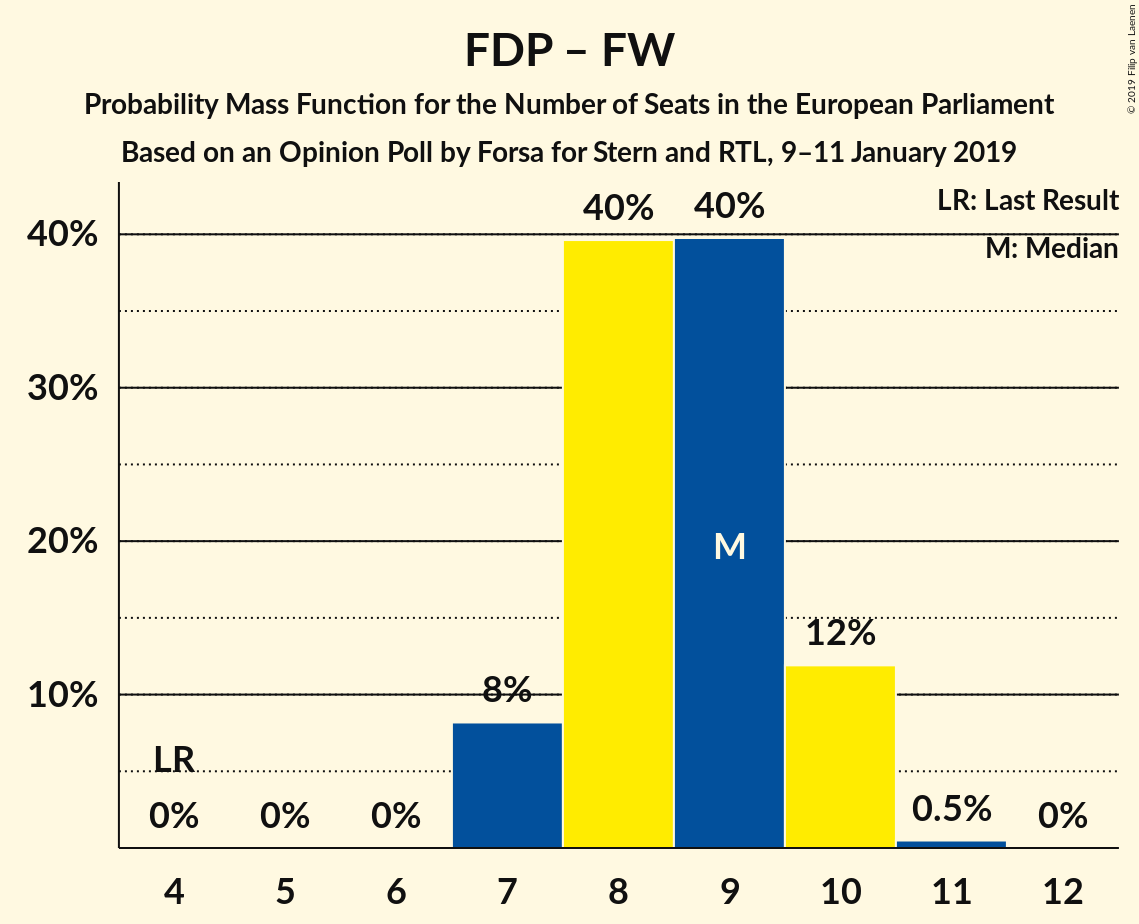 FDP – FW
Probability Mass Function for the Number of Seats in the European Parliament
Based on an Opinion Poll by Forsa for Stern and RTL, 9–11 January 2019
© 2019 Filip van Laenen
LR: Last Result
M: Median
40%
30%
20%
10%
LR
0%
0%
0%
8%
40%
40%
M
12%
0.5%
0%
4 5 6 7 8 9 10 11 12